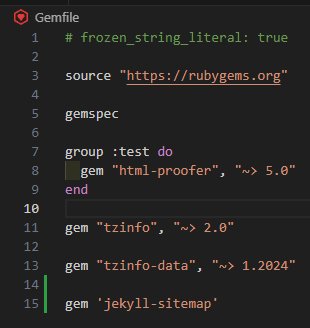 Gemfile
1 # frozen_string_literal: true
2
3 source "https://rubygems.org"
4
5 gemspec
6
7 group :test do
8   gem "html-proofer", "~> 5.0"
9 end
10
11 gem "tzinfo", "~> 2.0"
12
13 gem "tzinfo-data", "~> 1.2024"
14
15 gem 'jekyll-sitemap'